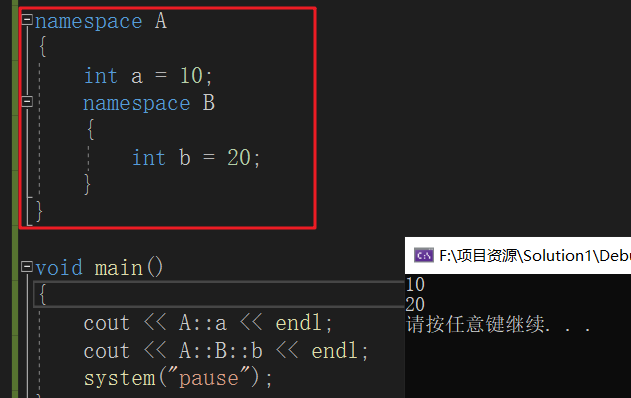 namespace A
{
int a = 10;
namespace B
{
int b = 20;
}
}
void main()
{
cout << A::a << endl;
cout << A::B::b << endl;
system("pause");
F:\项目资源\Solution1\Debu
10
20
请按任意键继续. . .